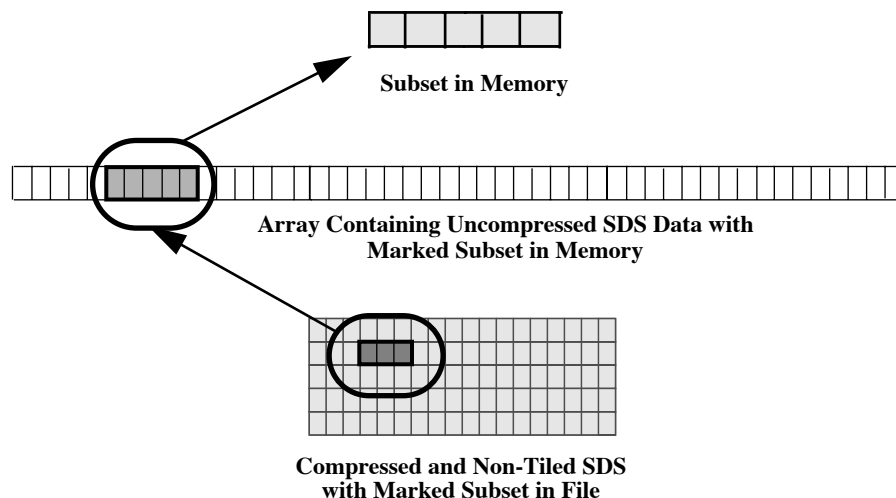 Subset in Memory
Array Containing Uncompressed SDS Data with
Marked Subset in Memory
Compressed and Non-Tiled SDS
with Marked Subset in File